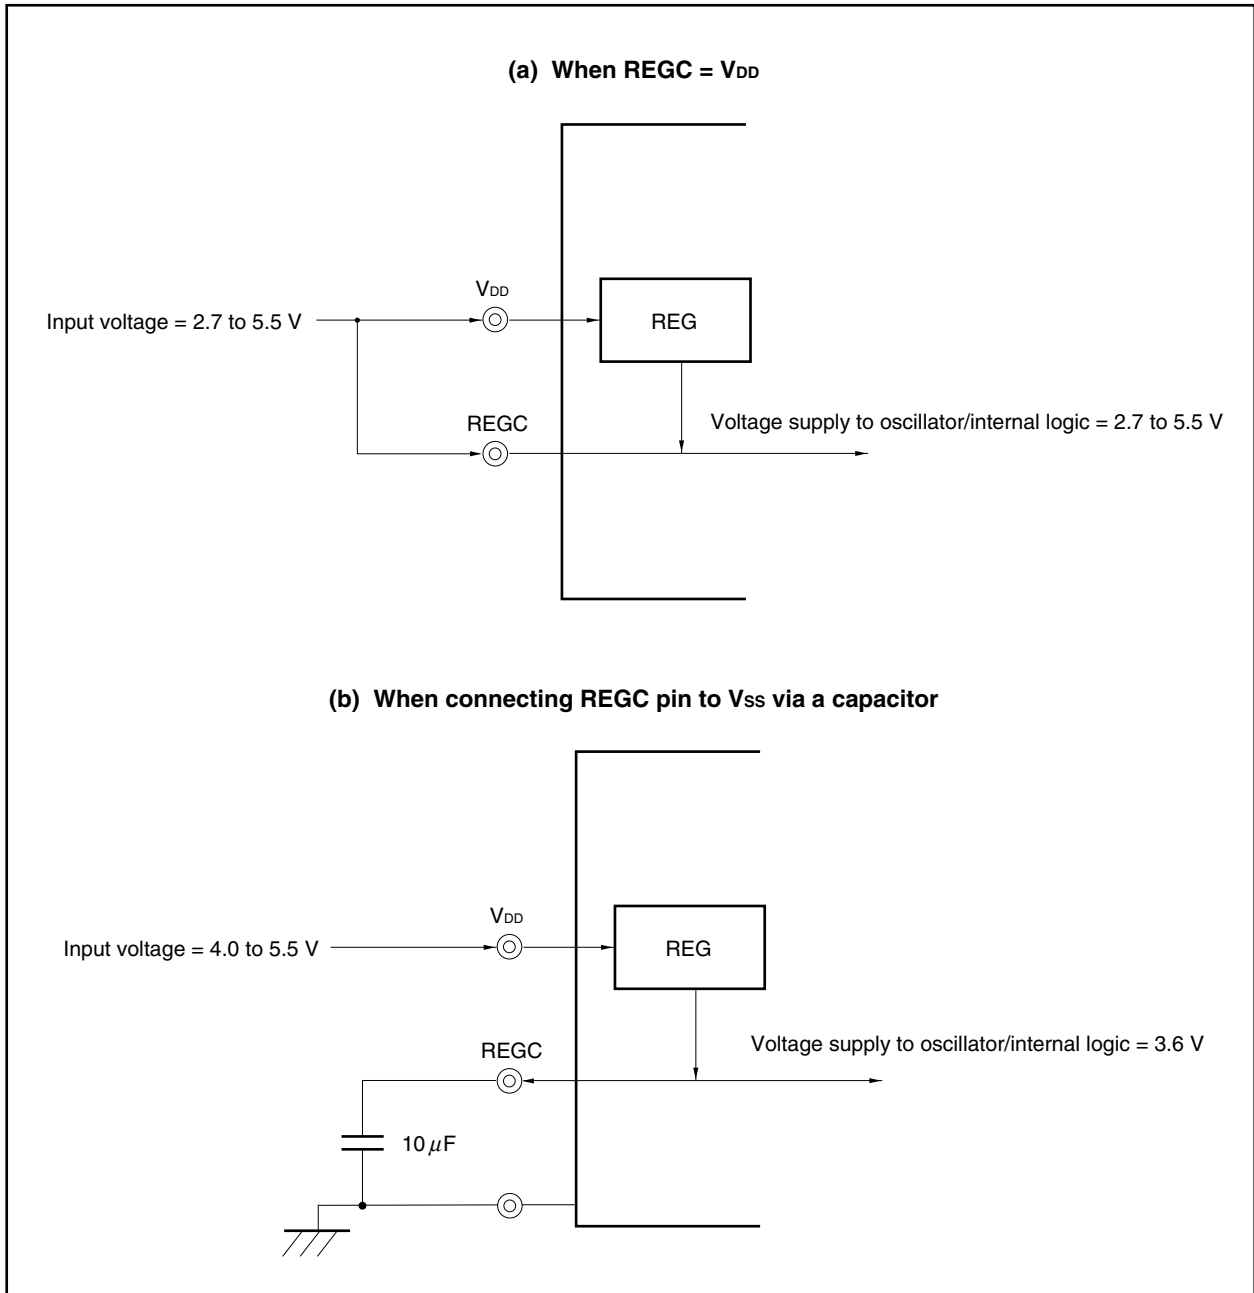 (a) When REGC = VDD
VDD
Input voltage = 2.7 to 5.5 V
REG
REGC
Voltage supply to oscillator/internal logic = 2.7 to 5.5 V
(b) When connecting REGC pin to VSS via a capacitor
VDD
Input voltage = 4.0 to 5.5 V
REG
REGC
Voltage supply to oscillator/internal logic = 3.6 V
10 μF